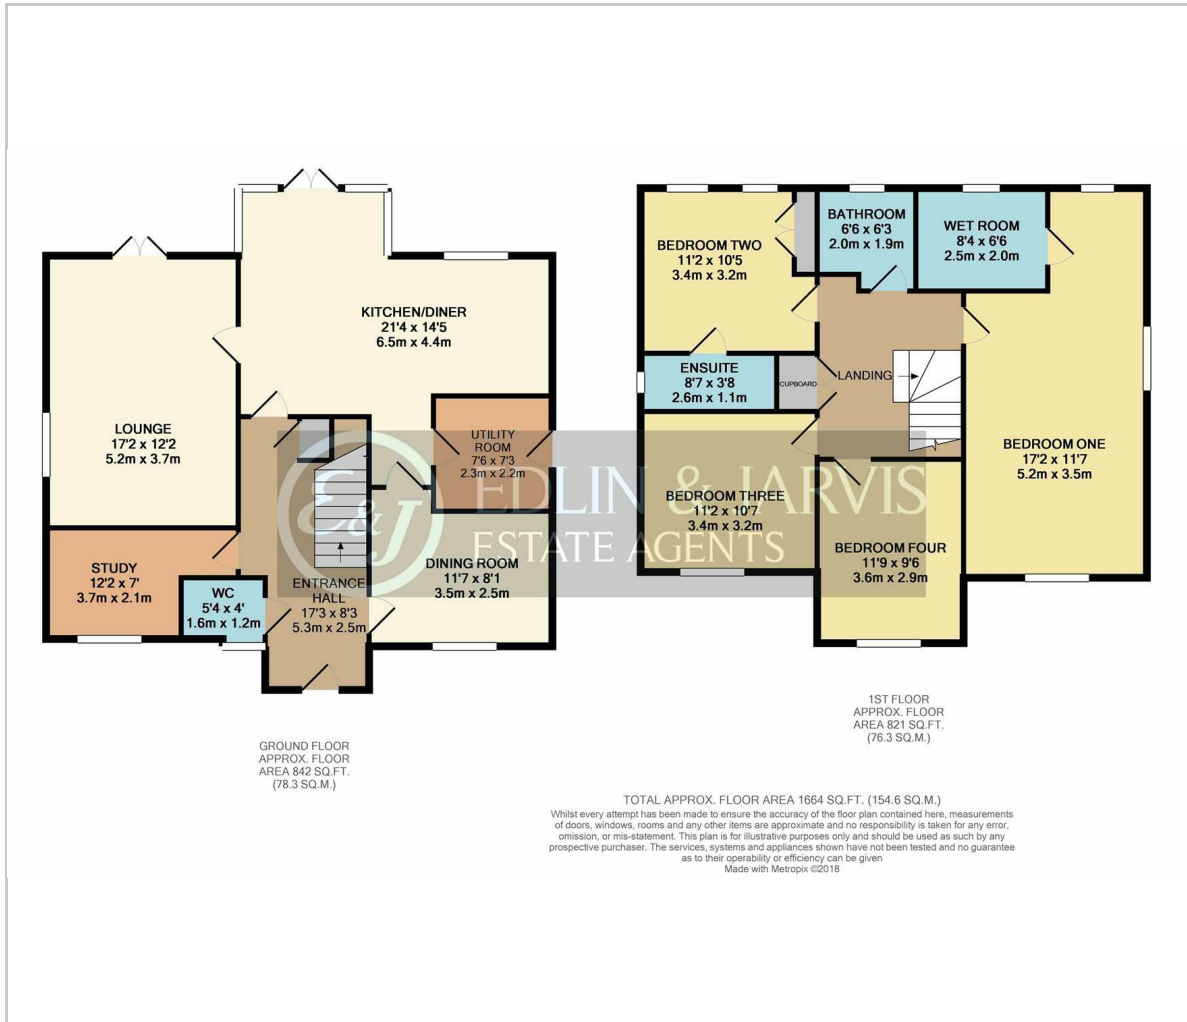 KITCHEN/DINER
21'4 x 14'5
6.5m x 4.4m
LOUNGE
17'2 x 12'2
5.2m x 3.7m
UTILITY
ROOM
7'6 x 7'3
2.3m x 2.2m
STUDY
12'2 x 7'
3.7m x 2.1m
WC
5'4 x 4'
1.6m x 1.2m
ENTRANCE
HALL
17'3 x 8'3
5.3m x 2.5m
DINING ROOM
11'7 x 8'1
3.5m x 2.5m
GROUND FLOOR
APPROX. FLOOR
AREA 842 SQ.FT.
(78.3 SQ.M.)
BEDROOM TWO
11'2 x 10'5
3.4m x 3.2m
BATHROOM
6'6 x 6'3
2.0m x 1.9m
WET ROOM
8'4 x 6'6
2.5m x 2.0m
ENSUITE
8'7 x 3'8
2.6m x 1.1m
CUPBOARD
LANDING
BEDROOM ONE
17'2 x 11'7
5.2m x 3.5m
BEDROOM THREE
11'2 x 10'7
3.4m x 3.2m
BEDROOM FOUR
11'9 x 9'6
3.6m x 2.9m
E&J
EDLIN & JARVIS
ESTATE AGENTS
1ST FLOOR
APPROX. FLOOR
AREA 821 SQ.FT.
(76.3 SQ.M.)
TOTAL APPROX. FLOOR AREA 1664 SQ.FT. (154.6 SQ.M.)
Whilst every attempt has been made to ensure the accuracy of the floor plan contained here, measurements
of doors, windows, rooms and any other items are approximate and no responsibility is taken for any error,
omission, or mis-statement. This plan is for illustrative purposes only and should be used as such by any
prospective purchaser. The services, systems and appliances shown have not been tested and no guarantee
as to their operability or efficiency can be given
Made with Metropix ©2018